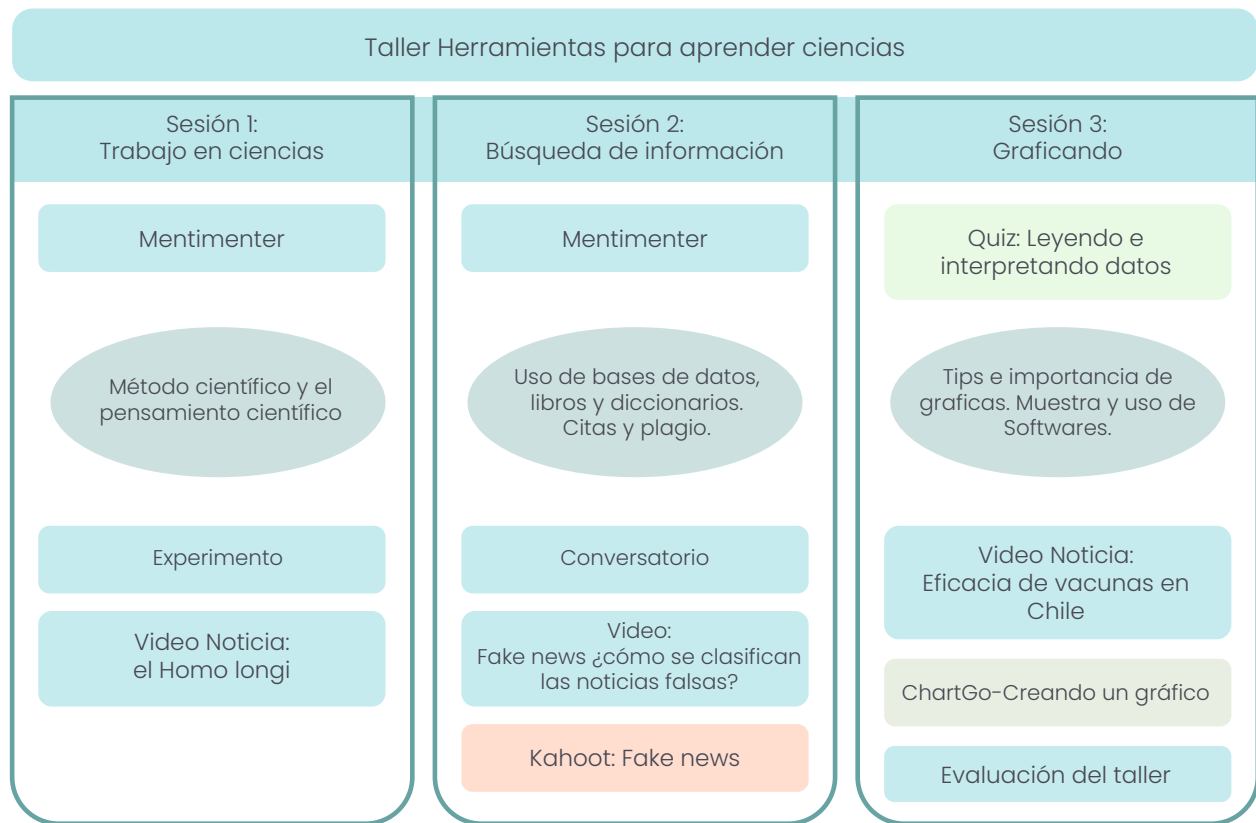 Taller Herramientas para aprender ciencias
Sesión 1:
Trabajo en ciencias
Mentimenter
Método científico y el
pensamiento científico
Experimento
Video Noticia:
el Homo longi
Sesión 2:
Búsqueda de información
Mentimenter
Uso de bases de datos,
libros y diccionarios.
Citas y plagio.
Conversatorio
Video:
Fake news ¿cómo se clasifican
las noticias falsas?
Kahoot: Fake news
Sesión 3:
Graficando
Quiz: Leyendo e
interpretando datos
Tips e importancia de
graficas. Muestra y uso de
Softwares.
Video Noticia:
Eficacia de vacunas en
Chile
ChartGo-Creando un gráfico
Evaluación del taller